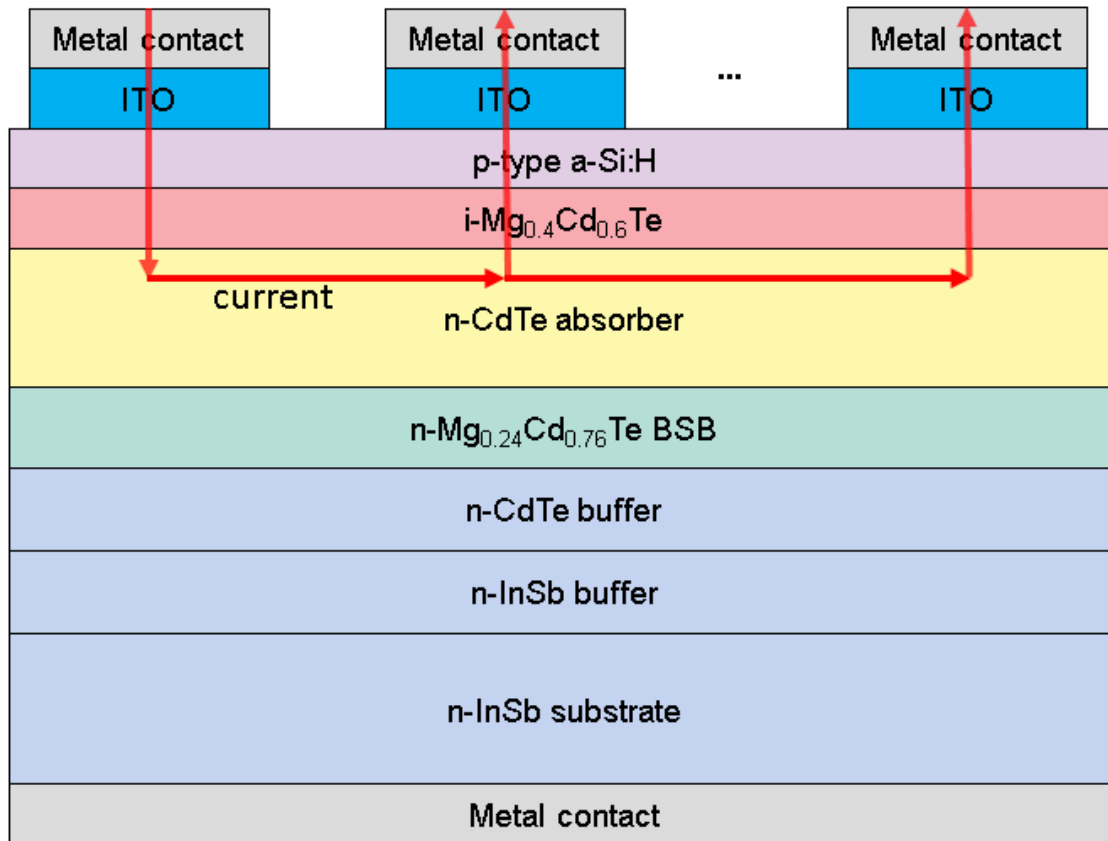 Metal contact Metal contact Metal contact
ITO ITO ... ITO
p-type a-Si:H
i-Mg₀.₄Cd₀.₆Te
current
n-CdTe absorber
n-Mg₀.₂₄Cd₀.₇₆Te BSB
n-CdTe buffer
n-InSb buffer
n-InSb substrate
Metal contact